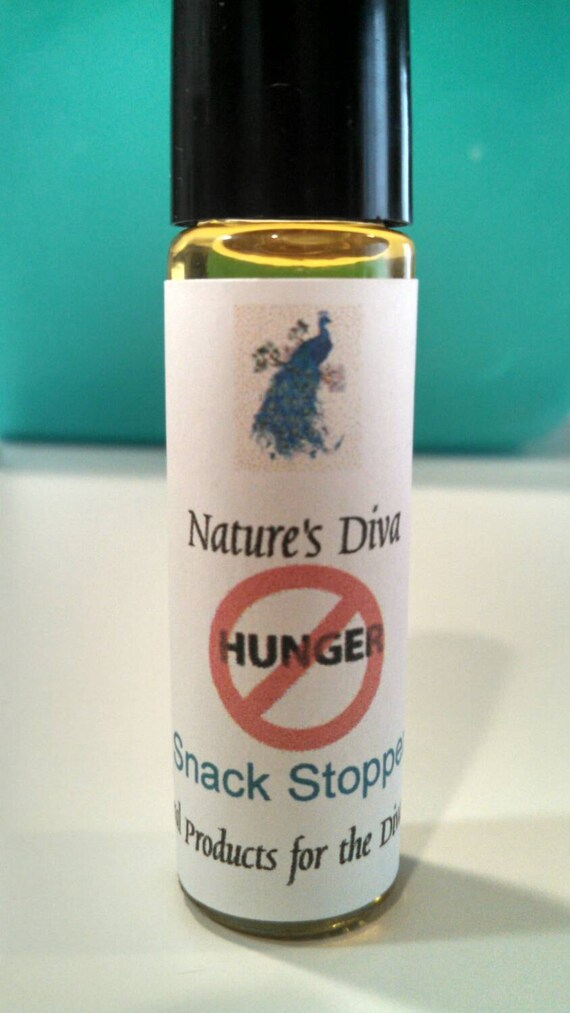 Nature's Diva
HUNGER
Snack Stoppe
Products for the